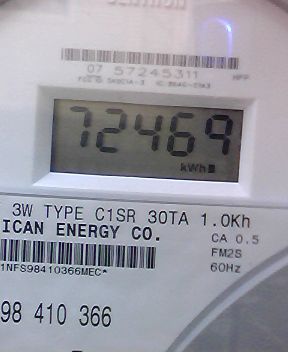 07 57245311
72469
kWh
3W TYPE C1SR 30TA 1.0Kh
ICAN ENERGY CO.
CA 0.5
FM2S
1NFS98410366MEC*
60Hz
98 410 366